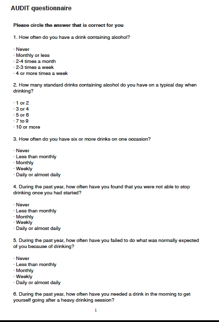 AUDIT questionnaire
Please circle the answer that is correct for you
1. How often do you have a drink containing alcohol?
· Never
· Monthly or less
· 2-4 times a month
· 2-3 times a week
· 4 or more times a week
2. How many standard drinks containing alcohol do you have on a typical day when
drinking?
· 1 or 2
· 3 or 4
· 5 or 6
· 7 to 9
· 10 or more
3. How often do you have six or more drinks on one occasion?
· Never
· Less than monthly
· Monthly
· Weekly
· Daily or almost daily
4. During the past year, how often have you found that you were not able to stop
drinking once you had started?
· Never
· Less than monthly
· Monthly
· Weekly
· Daily or almost daily
5. During the past year, how often have you failed to do what was normally expected
of you because of drinking?
· Never
· Less than monthly
· Monthly
· Weekly
· Daily or almost daily
6. During the past year, how often have you needed a drink in the morning to get
yourself going after a heavy drinking session?
1